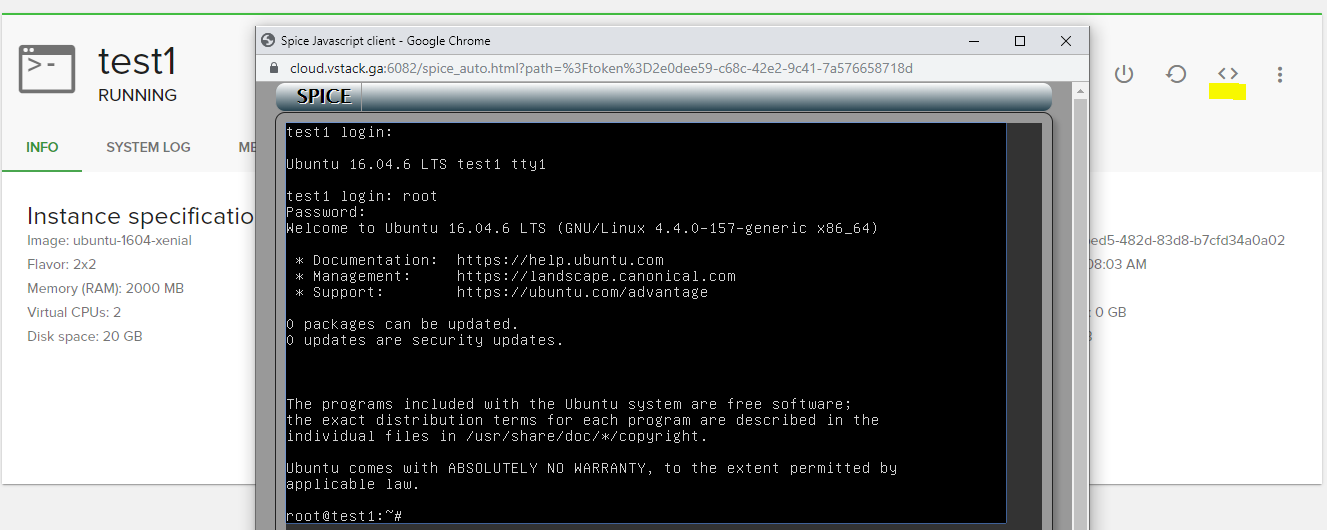 test1
RUNNING
INFO
SYSTEM LOG
ME
Instance specificatio
Image: ubuntu-1604-xenial
Flavor: 2x2
Memory (RAM): 2000 MB
Virtual CPUs: 2
Disk space: 20 GB
Spice Javascript client - Google Chrome
cloud.vstack.ga:6082/spice_auto.html?path=%3Ftoken%3D2e0dee59-c68c-42e2-9c41-7a576658718d
SPICE
test1 login:
Ubuntu 16.04.6 LTS test1 tty1
test1 login: root
Password:
Welcome to Ubuntu 16.04.6 LTS (GNU/Linux 4.4.0-157-generic x86_64)
* Documentation:  https://help.ubuntu.com
* Management:     https://landscape.canonical.com
* Support:        https://ubuntu.com/advantage
0 packages can be updated.
0 updates are security updates.
The programs included with the Ubuntu system are free software;
the exact distribution terms for each program are described in the
individual files in /usr/share/doc/*/copyright.
Ubuntu comes with ABSOLUTELY NO WARRANTY, to the extent permitted by
applicable law.
root@test1:~#
ed5-482d-83d8-b7cfd34a0a02
08:03 AM
: 0 GB